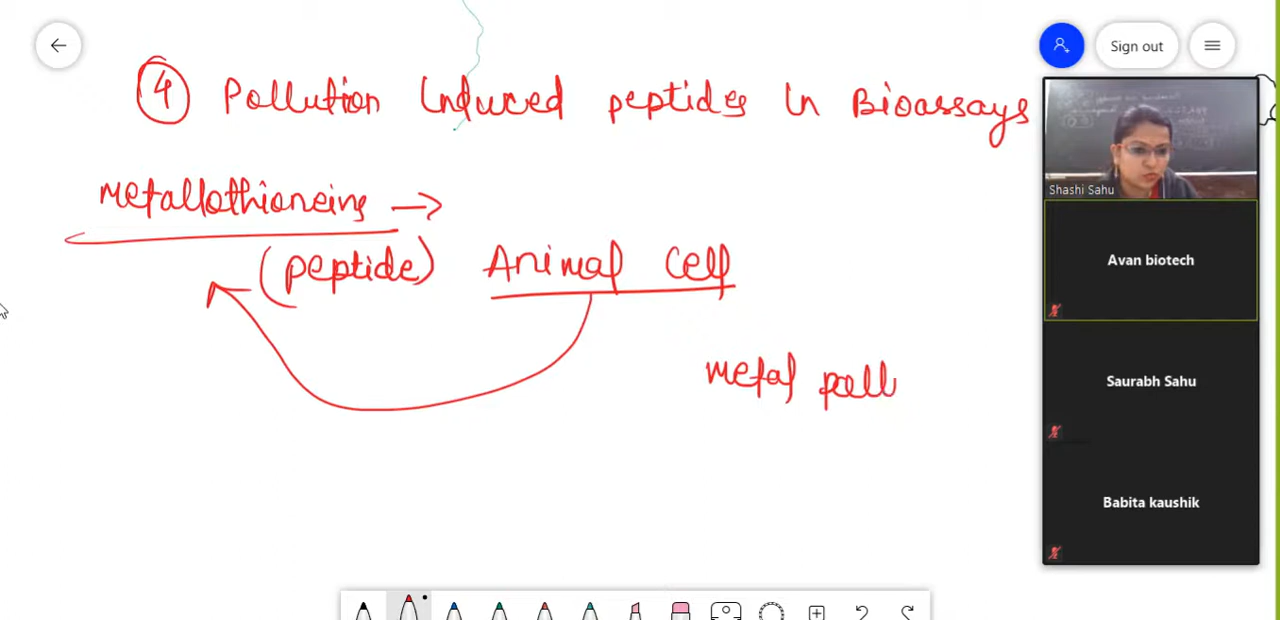 Sign out
④ Pollution Induced peptides In Bioassays
Shashi Sahu
metallothioneins →
(peptide) Animal Cell
Avan biotech
metal poll
Saurabh Sahu
Babita kaushik